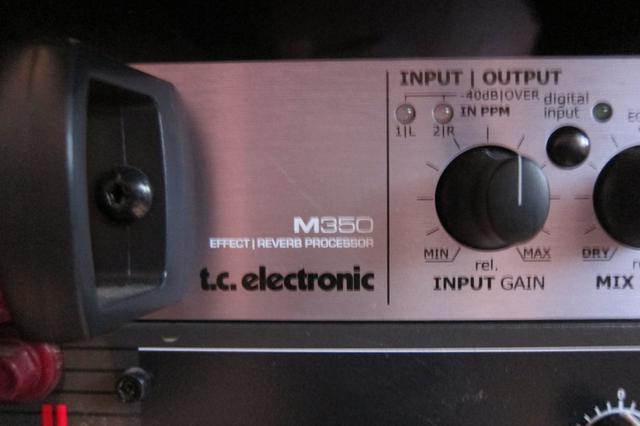 INPUT | OUTPUT
-40dB|OVER
IN PPM
1|L
2|R
digital
input
M350
EFFECT | REVERB PROCESSOR
t.c. electronic
MIN
MAX
rel.
INPUT GAIN
DRY
MIX
0